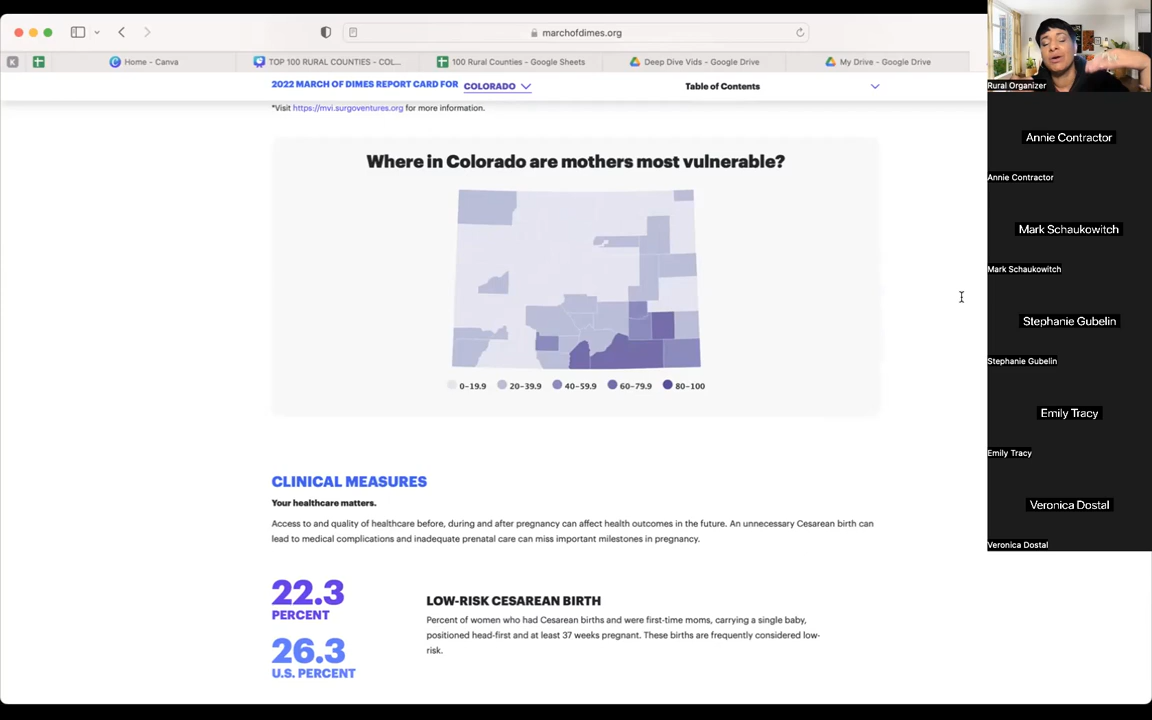 marchofdimes.org
Home - Canva
TOP 100 RURAL COUNTIES - COL...
100 Rural Counties - Google Sheets
Deep Dive Vids - Google Drive
My Drive - Google Drive
K
2022 MARCH OF DIMES REPORT CARD FOR COLORADO
Table of Contents
*Visit https://mvi.surgoventures.org for more information.
Where in Colorado are mothers most vulnerable?
0-19.9 20-39.9 40-59.9 60-79.9 80-100
CLINICAL MEASURES
Your healthcare matters.
Access to and quality of healthcare before, during and after pregnancy can affect health outcomes in the future. An unnecessary Cesarean birth can
lead to medical complications and inadequate prenatal care can miss important milestones in pregnancy.
22.3
PERCENT
26.3
U.S. PERCENT
LOW-RISK CESAREAN BIRTH
Percent of women who had Cesarean births and were first-time moms, carrying a single baby,
positioned head-first and at least 37 weeks pregnant. These births are frequently considered low-
risk.
Rural Organizer
Annie Contractor
Annie Contractor
Mark Schaukowitch
Mark Schaukowitch
Stephanie Gubelin
Stephanie Gubelin
Emily Tracy
Emily Tracy
Veronica Dostal
Veronica Dostal